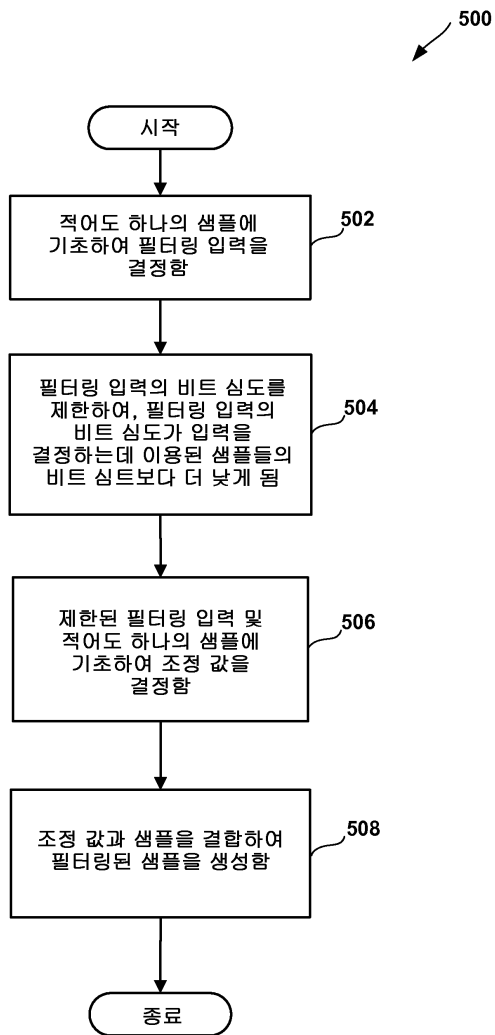 500
시작
적어도 하나의 샘플에
기초하여 필터링 입력을
결정함
502
필터링 입력의 비트 심도를
제한하여, 필터링 입력의
비트 심도가 입력을
결정하는데 이용된 샘플들의
비트 심트보다 더 낮게 됨
504
제한된 필터링 입력 및
적어도 하나의 샘플에
기초하여 조정 값을
결정함
506
조정 값과 샘플을 결합하여
필터링된 샘플을 생성함
508
종료